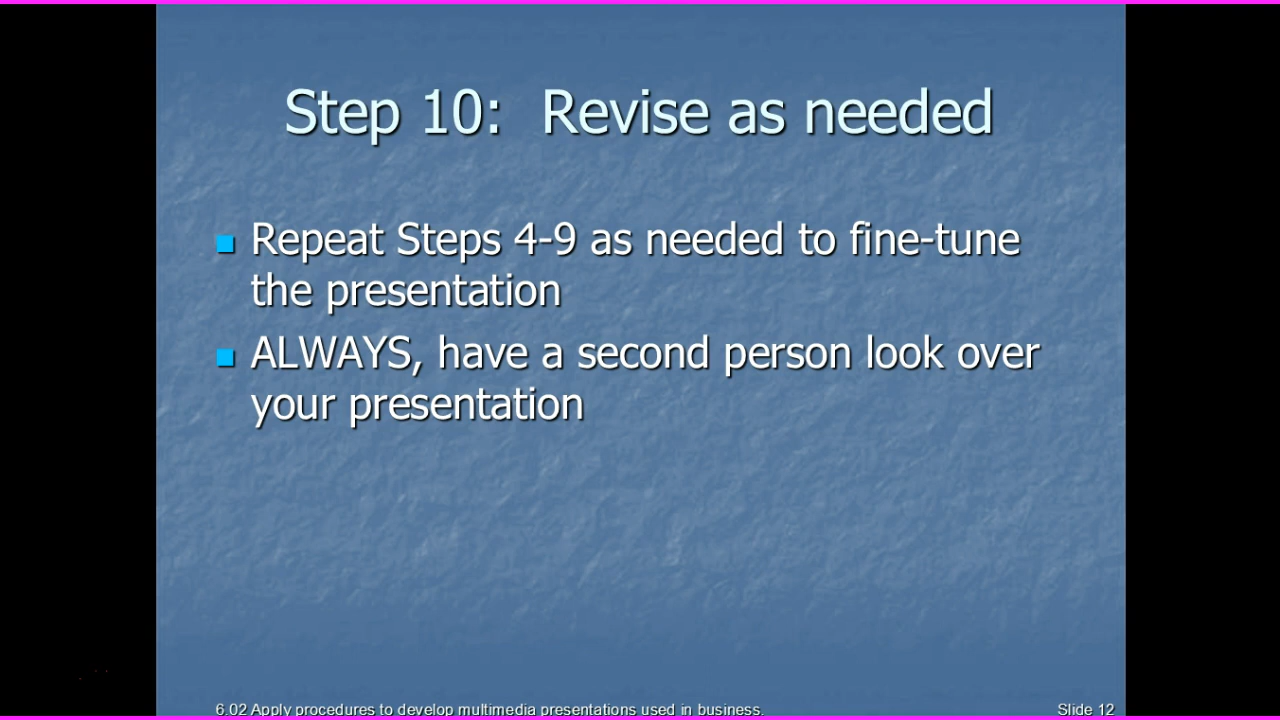 Step 10: Revise as needed
Repeat Steps 4-9 as needed to fine-tune
the presentation
ALWAYS, have a second person look over
your presentation
6.02 Apply procedures to develop multimedia presentations used in business.
Slide 12